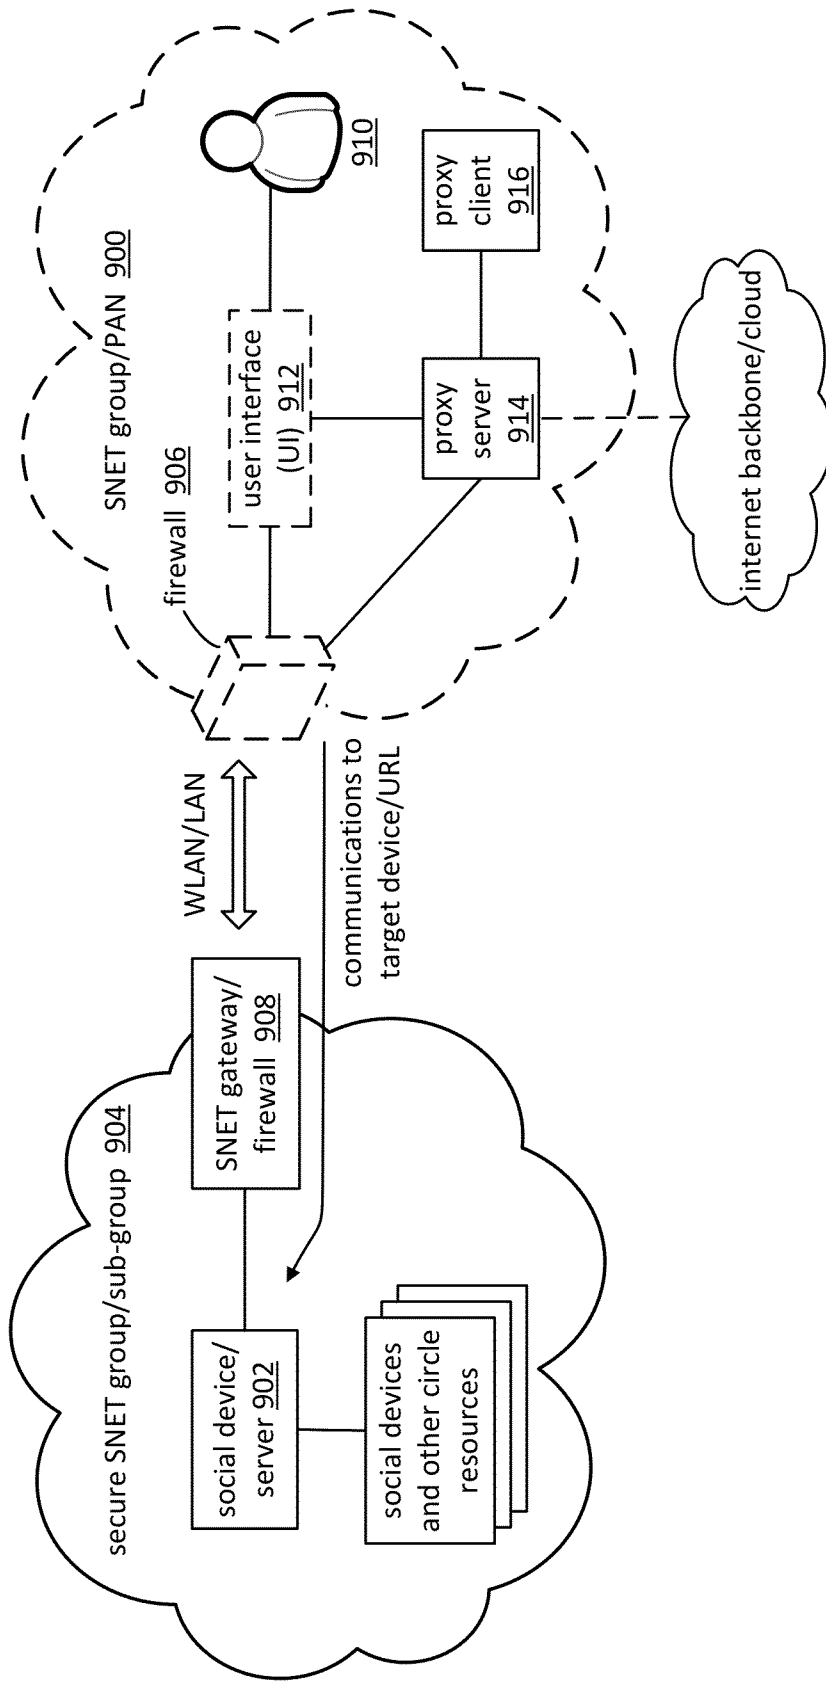 secure SNET group/sub-group 904
social device/
server 902
SNET gateway/
firewall 908
social devices
and other circle
resources
WLAN/LAN
communications to
target device/URL
SNET group/PAN 900
firewall 906
user interface
(UI) 912
910
proxy
server
914
proxy
client
916
internet backbone/cloud